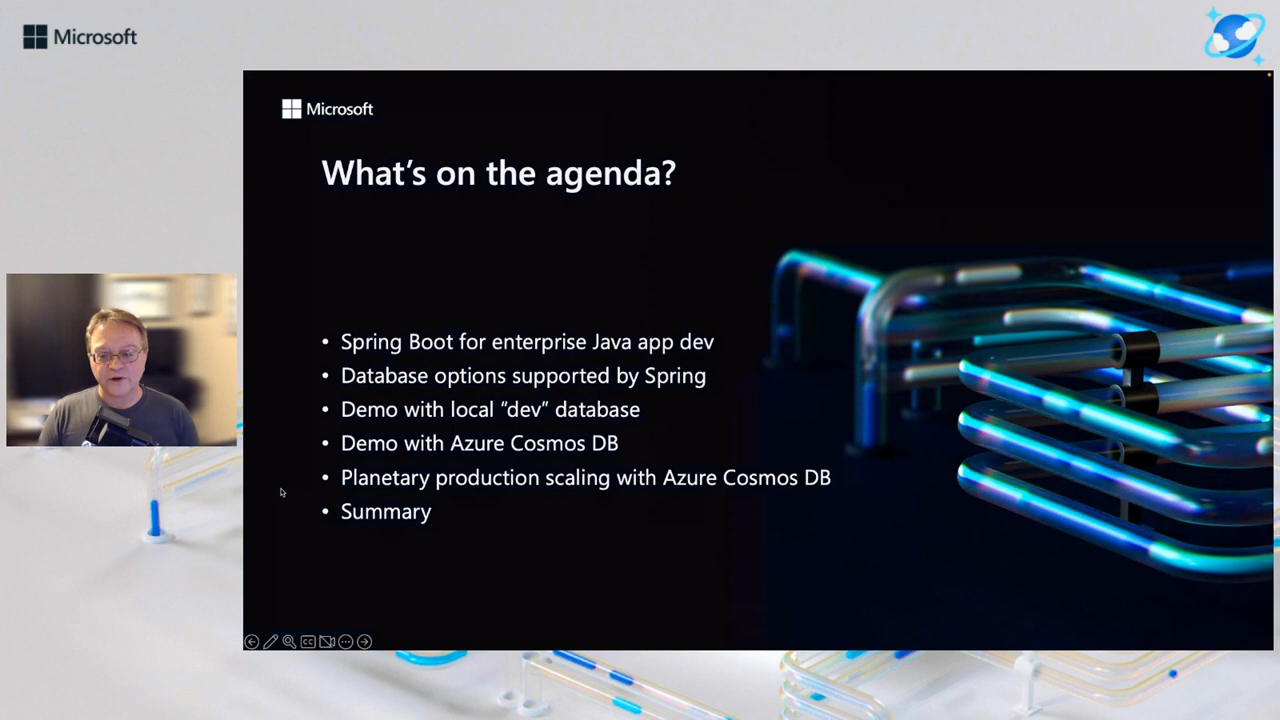 Microsoft
Microsoft
What's on the agenda?
• Spring Boot for enterprise Java app dev
• Database options supported by Spring
• Demo with local “dev” database
• Demo with Azure Cosmos DB
• Planetary production scaling with Azure Cosmos DB
• Summary
CC